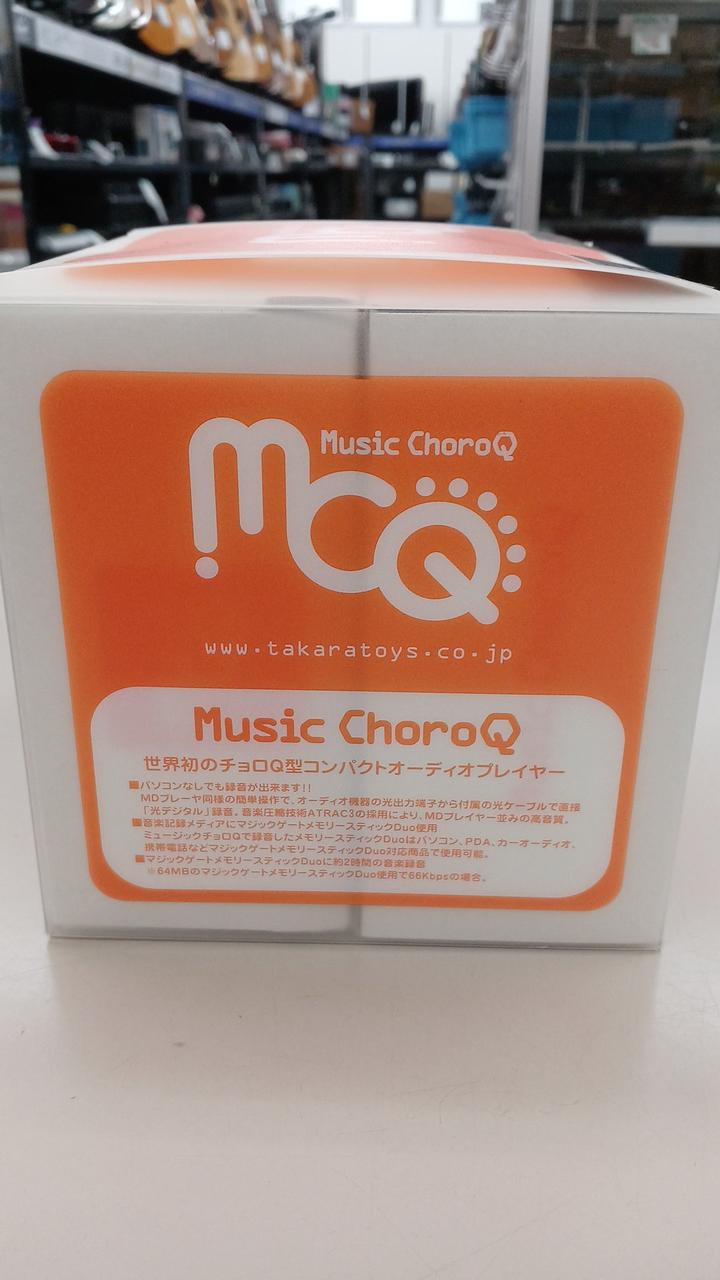 Music ChoroQ
mCQ
www.takaratoys.co.jp
Music ChoroQ
世界初のチョロQ型コンパクトオーディオプレイヤー
■パソコンなしでも録音が出来ます!!
MDプレーヤ同様の簡単操作で、オーディオ機器の光出力端子から付属の光ケーブルで直接
「光デジタル」録音。音楽圧縮技術ATRAC3の採用により、MDプレイヤー並みの高音質。
■音楽記録メディアにマジックゲートメモリースティックDuo使用
ミュージックチョロQで録音したメモリースティックDuoはパソコン、PDA、カーオーディオ、
携帯電話などマジックゲートメモリースティックDuo対応商品で使用可能。
■マジックゲートメモリースティックDuoに約2時間の音楽録音
※64MBのマジックゲートメモリースティックDuo使用で66Kbpsの場合。